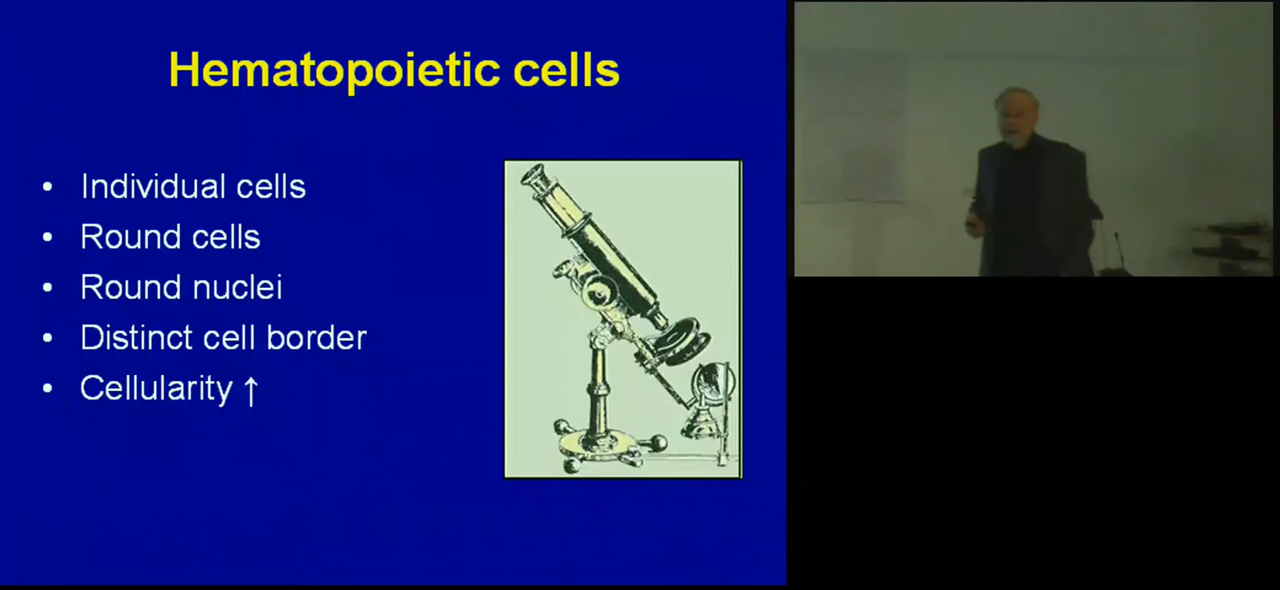 Hematopoietic cells
• Individual cells
• Round cells
• Round nuclei
• Distinct cell border
• Cellularity ↑